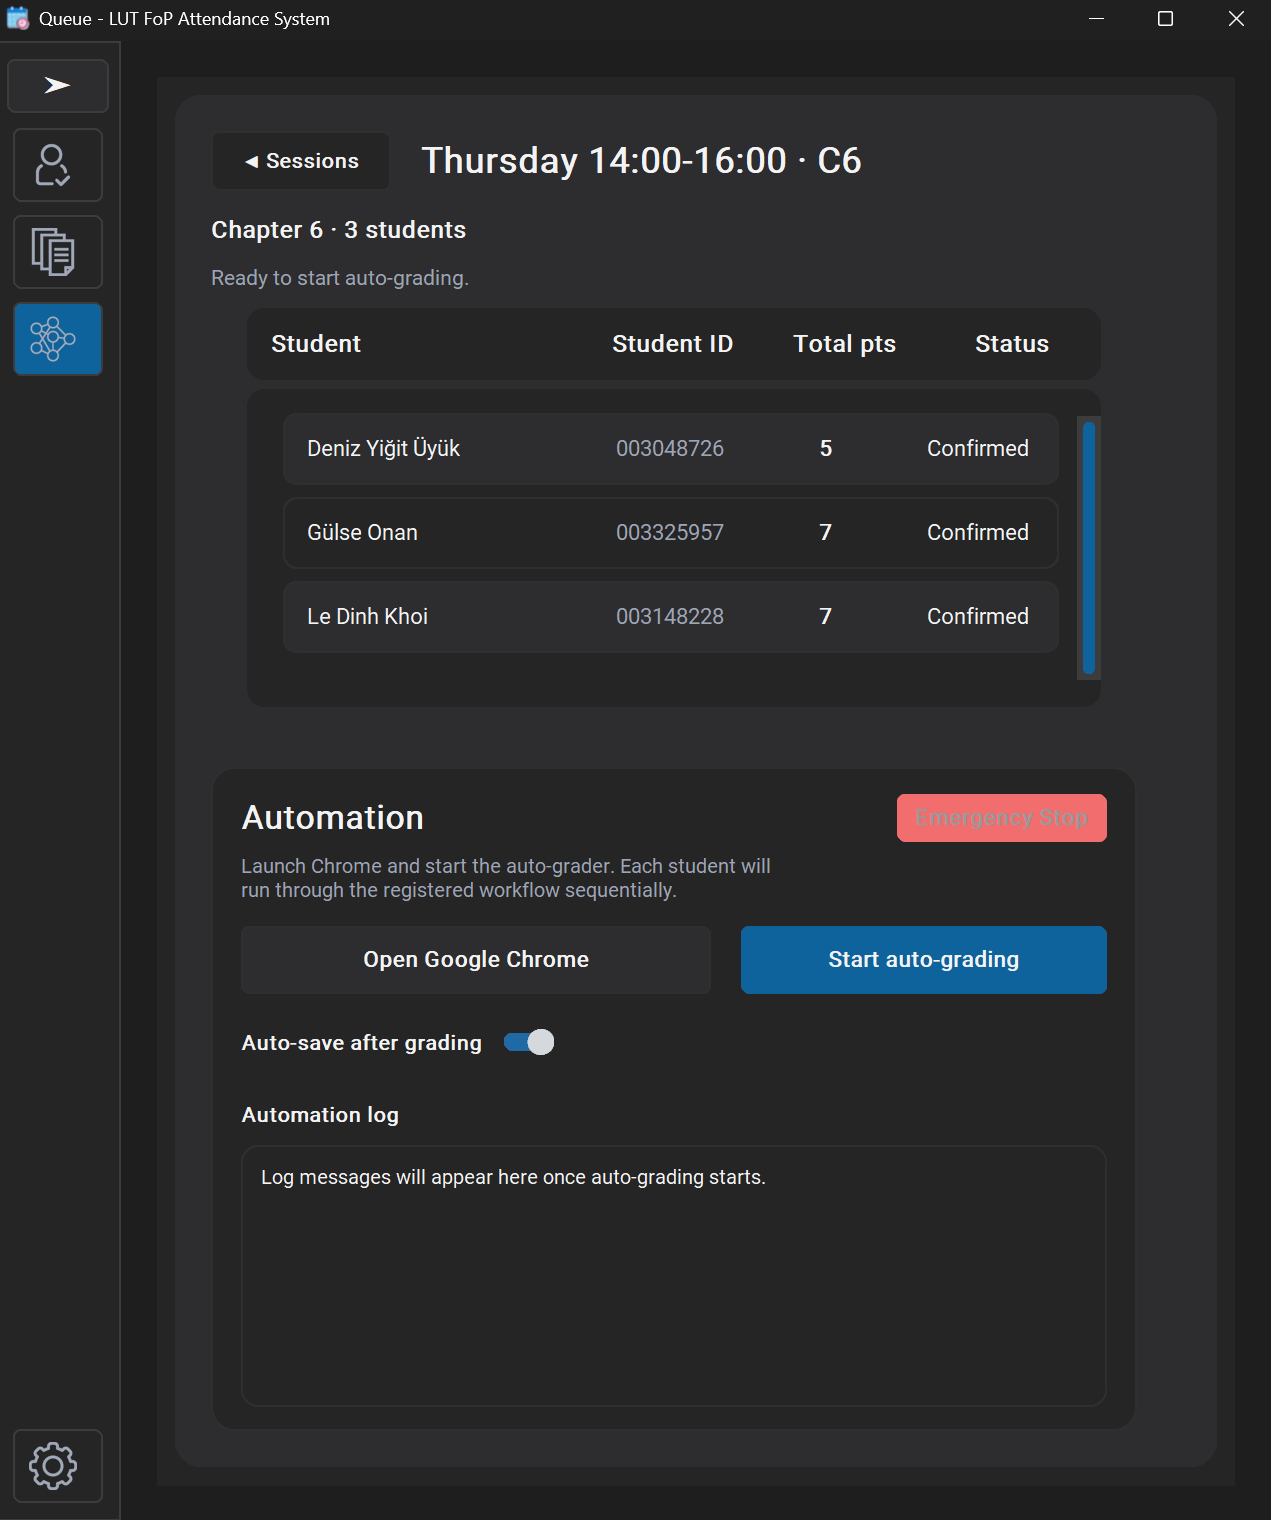 Queue - LUT FoP Attendance System
◄ Sessions
Thursday 14:00-16:00 · C6
Chapter 6 · 3 students
Ready to start auto-grading.
Student Student ID Total pts Status
Deniz Yiğit Üyük 003048726 5 Confirmed
Gülse Onan 003325957 7 Confirmed
Le Dinh Khoi 003148228 7 Confirmed
Automation
Emergency Stop
Launch Chrome and start the auto-grader. Each student will
run through the registered workflow sequentially.
Open Google Chrome
Start auto-grading
Auto-save after grading
Automation log
Log messages will appear here once auto-grading starts.